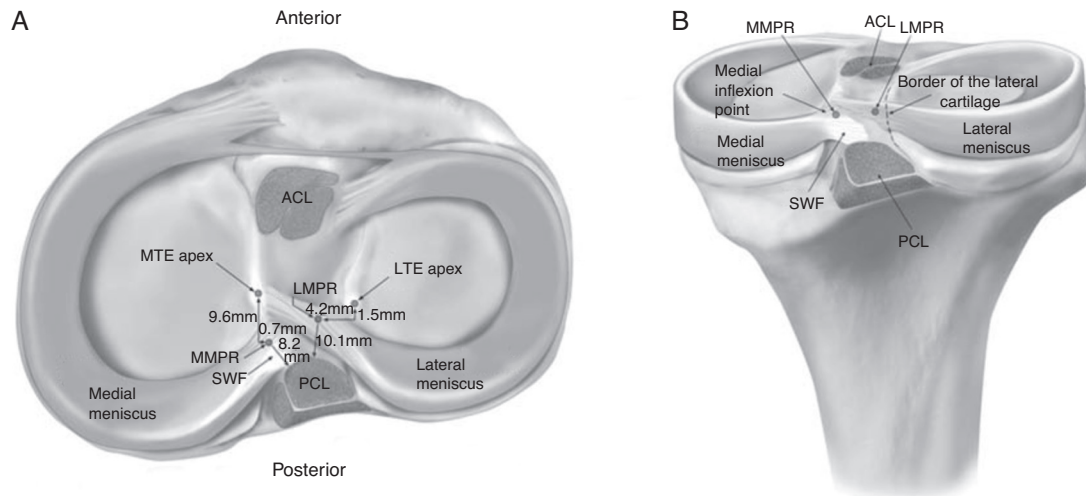 A
Anterior
ACL
MTE apex
LTE apex
LMPR
4.2mm
1.5mm
9.6mm
0.7mm
10.1mm
8.2
mm
MMPR
SWF
PCL
Medial
meniscus
Lateral
meniscus
Posterior
B
MMPR
ACL
LMPR
Medial
inflexion
point
Border of the lateral
cartilage
Medial
meniscus
Lateral
meniscus
SWF
PCL